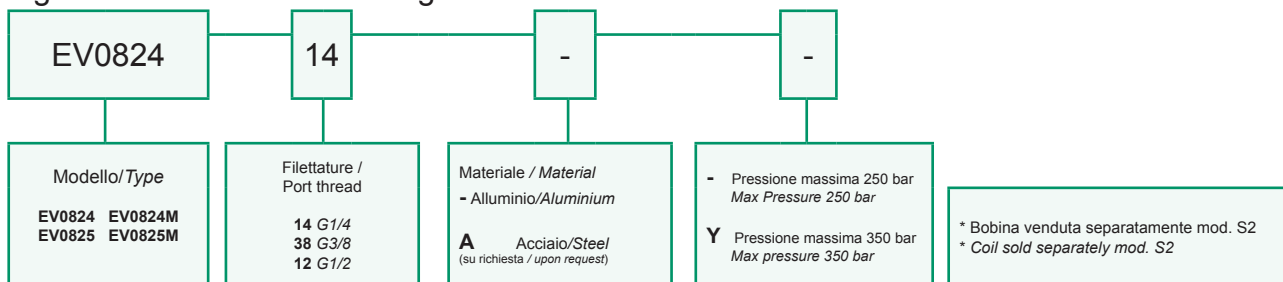 EV0824 14 - -
Modello/Type
EV0824 EV0824M
EV0825 EV0825M
Filettature /
Port thread
14 G1/4
38 G3/8
12 G1/2
Materiale / Material
- Alluminio/Aluminium
A Acciaio/Steel
(su richiesta / upon request)
- Pressione massima 250 bar
Max Pressure 250 bar
Y Pressione massima 350 bar
Max pressure 350 bar
* Bobina venduta separatamente mod. S2
* Coil sold separately mod. S2